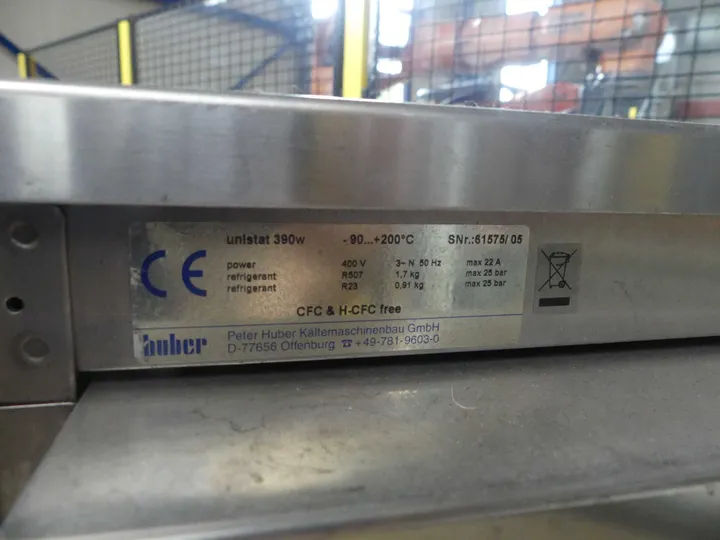 unistat 390w -90...+200°C SNr.:61575/ 05
CE
power 400 V 3~ N 50 Hz max 22 A
refrigerant R507 1,7 kg max 25 bar
refrigerant R23 0,91 kg max 25 bar
CFC & H-CFC free
huber
Peter Huber Kältemaschinenbau GmbH
D-77656 Offenburg ☎ +49-781-9603-0